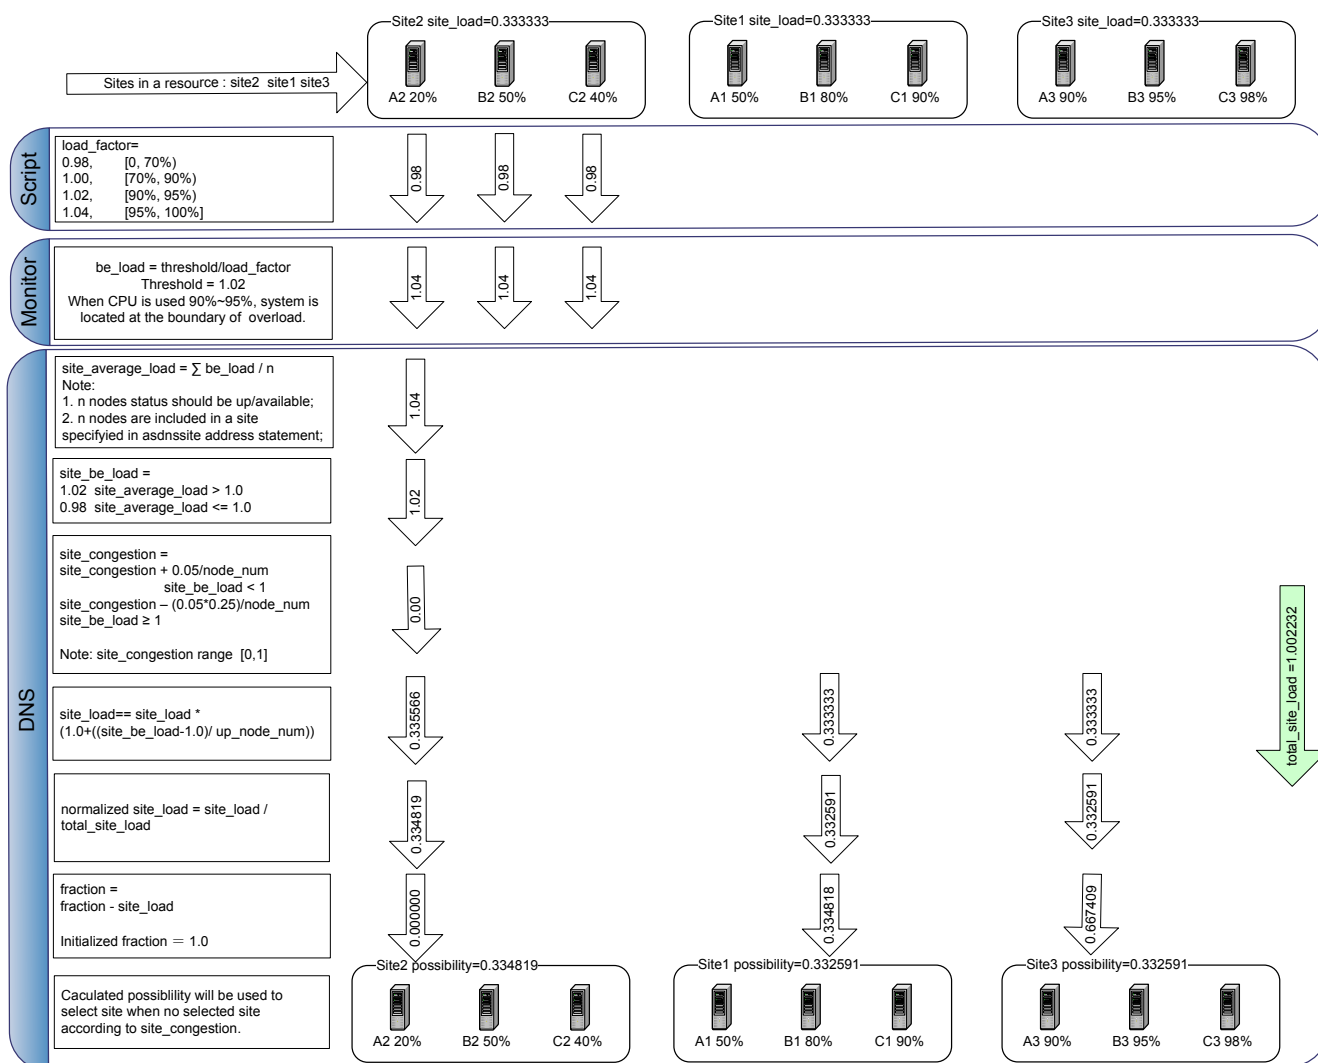 Site2 site_load=0.333333
Site1 site_load=0.333333
Site3 site_load=0.333333
Sites in a resource : site2 site1 site3
A2 20%
B2 50%
C2 40%
A1 50%
B1 80%
C1 90%
A3 90%
B3 95%
C3 98%
Script
load_factor=
0.98, [0, 70%)
1.00, [70%, 90%)
1.02, [90%, 95%)
1.04, [95%, 100%]
0.98
0.98
0.98
Monitor
be_load = threshold/load_factor
Threshold = 1.02
When CPU is used 90%~95%, system is
located at the boundary of overload.
1.04
1.04
1.04
DNS
site_average_load = ∑ be_load / n
Note:
1. n nodes status should be up/available;
2. n nodes are included in a site
specifyied in asdnssite address statement;
1.04
site_be_load =
1.02 site_average_load > 1.0
0.98 site_average_load <= 1.0
1.02
site_congestion =
site_congestion + 0.05/node_num
site_be_load < 1
site_congestion – (0.05*0.25)/node_num
site_be_load ≥ 1
Note: site_congestion range [0,1]
0.00
total_site_load =1.002232
site_load== site_load *
(1.0+((site_be_load-1.0)/ up_node_num))
0.335566
0.333333
0.333333
normalized site_load = site_load /
total_site_load
0.334819
0.332591
0.332591
fraction =
fraction - site_load
Initialized fraction = 1.0
0.000000
0.334818
0.667409
Site2 possibility=0.334819
Site1 possibility=0.332591
Site3 possibility=0.332591
Caculated possiblility will be used to
select site when no selected site
according to site_congestion.
A2 20%
B2 50%
C2 40%
A1 50%
B1 80%
C1 90%
A3 90%
B3 95%
C3 98%